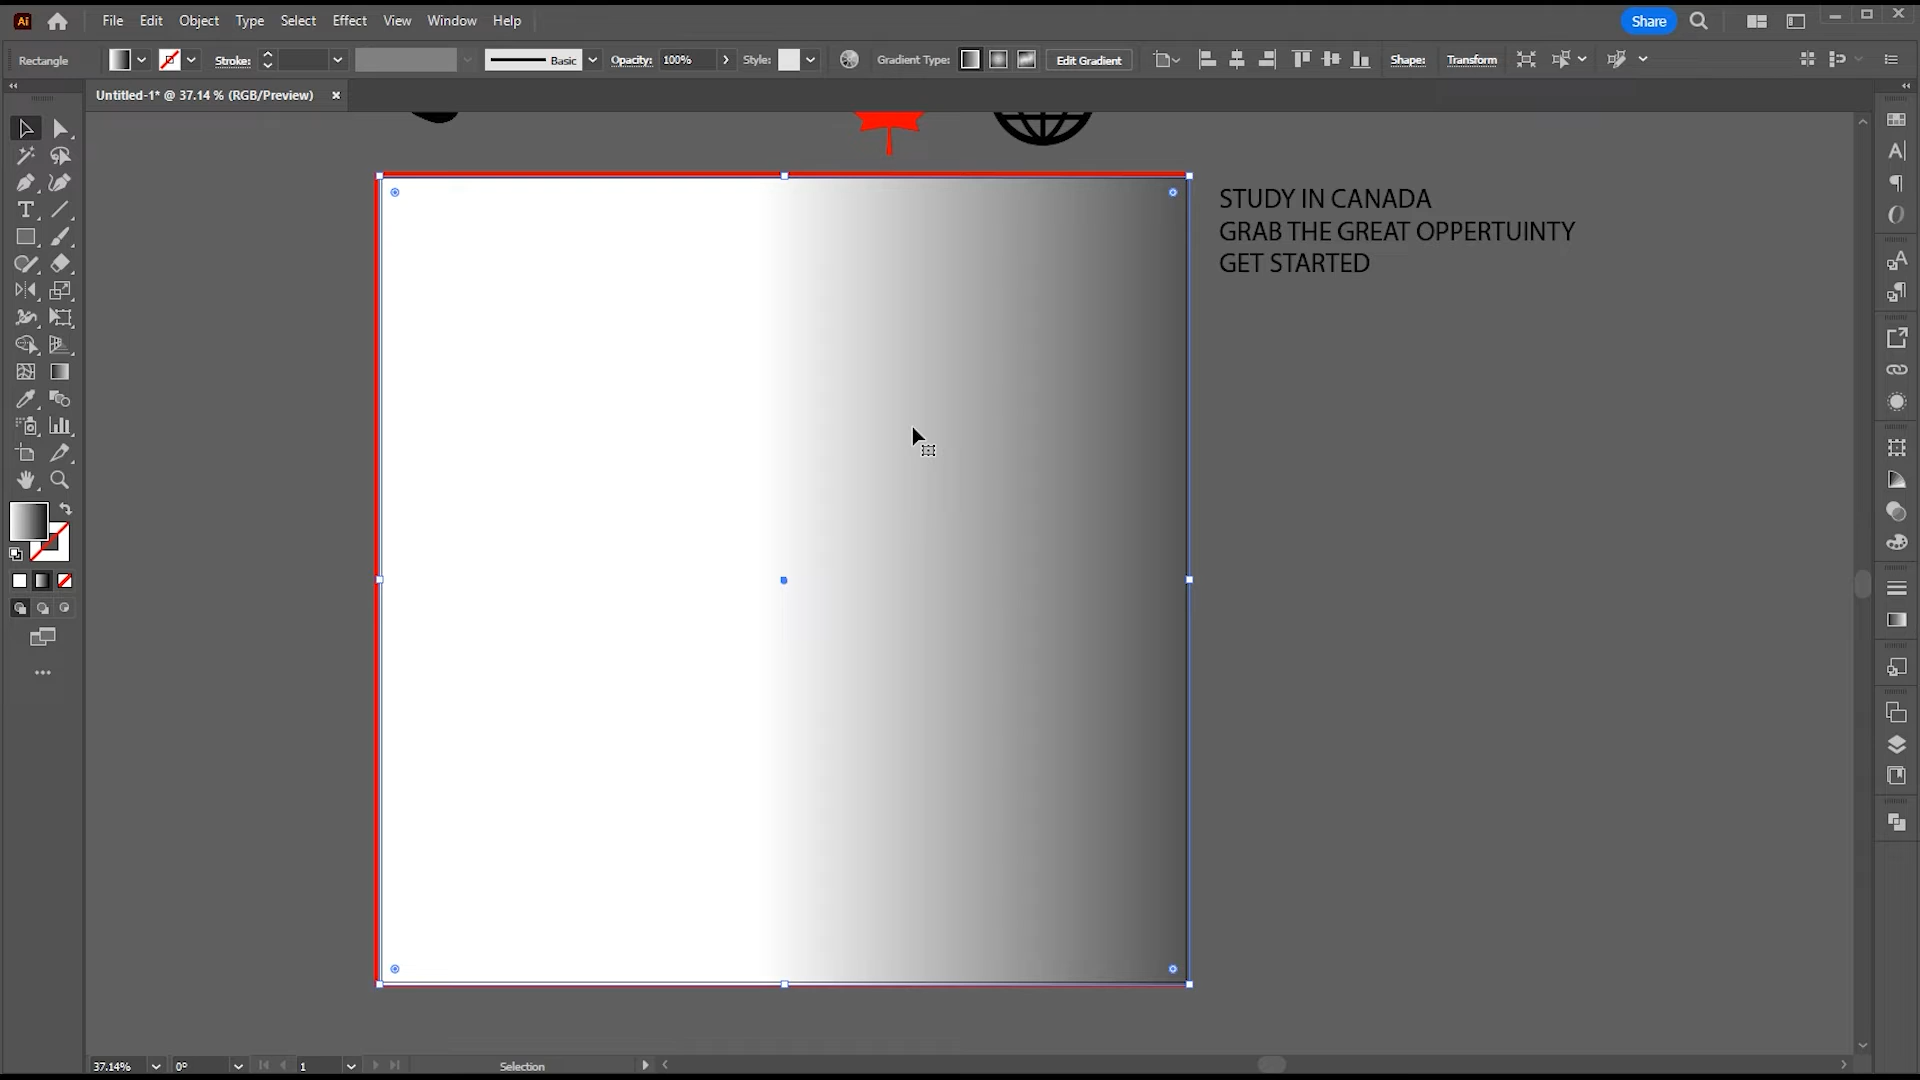 Ai File Edit Object Type Select Effect View Window Help Share
Rectangle Stroke: Basic Opacity: 100% Style: Gradient Type: Edit Gradient Shape: Transform
Untitled-1* @ 37.14 % (RGB/Preview)
STUDY IN CANADA
GRAB THE GREAT OPPERTUINTY
GET STARTED
37.14% 0° 1 Selection